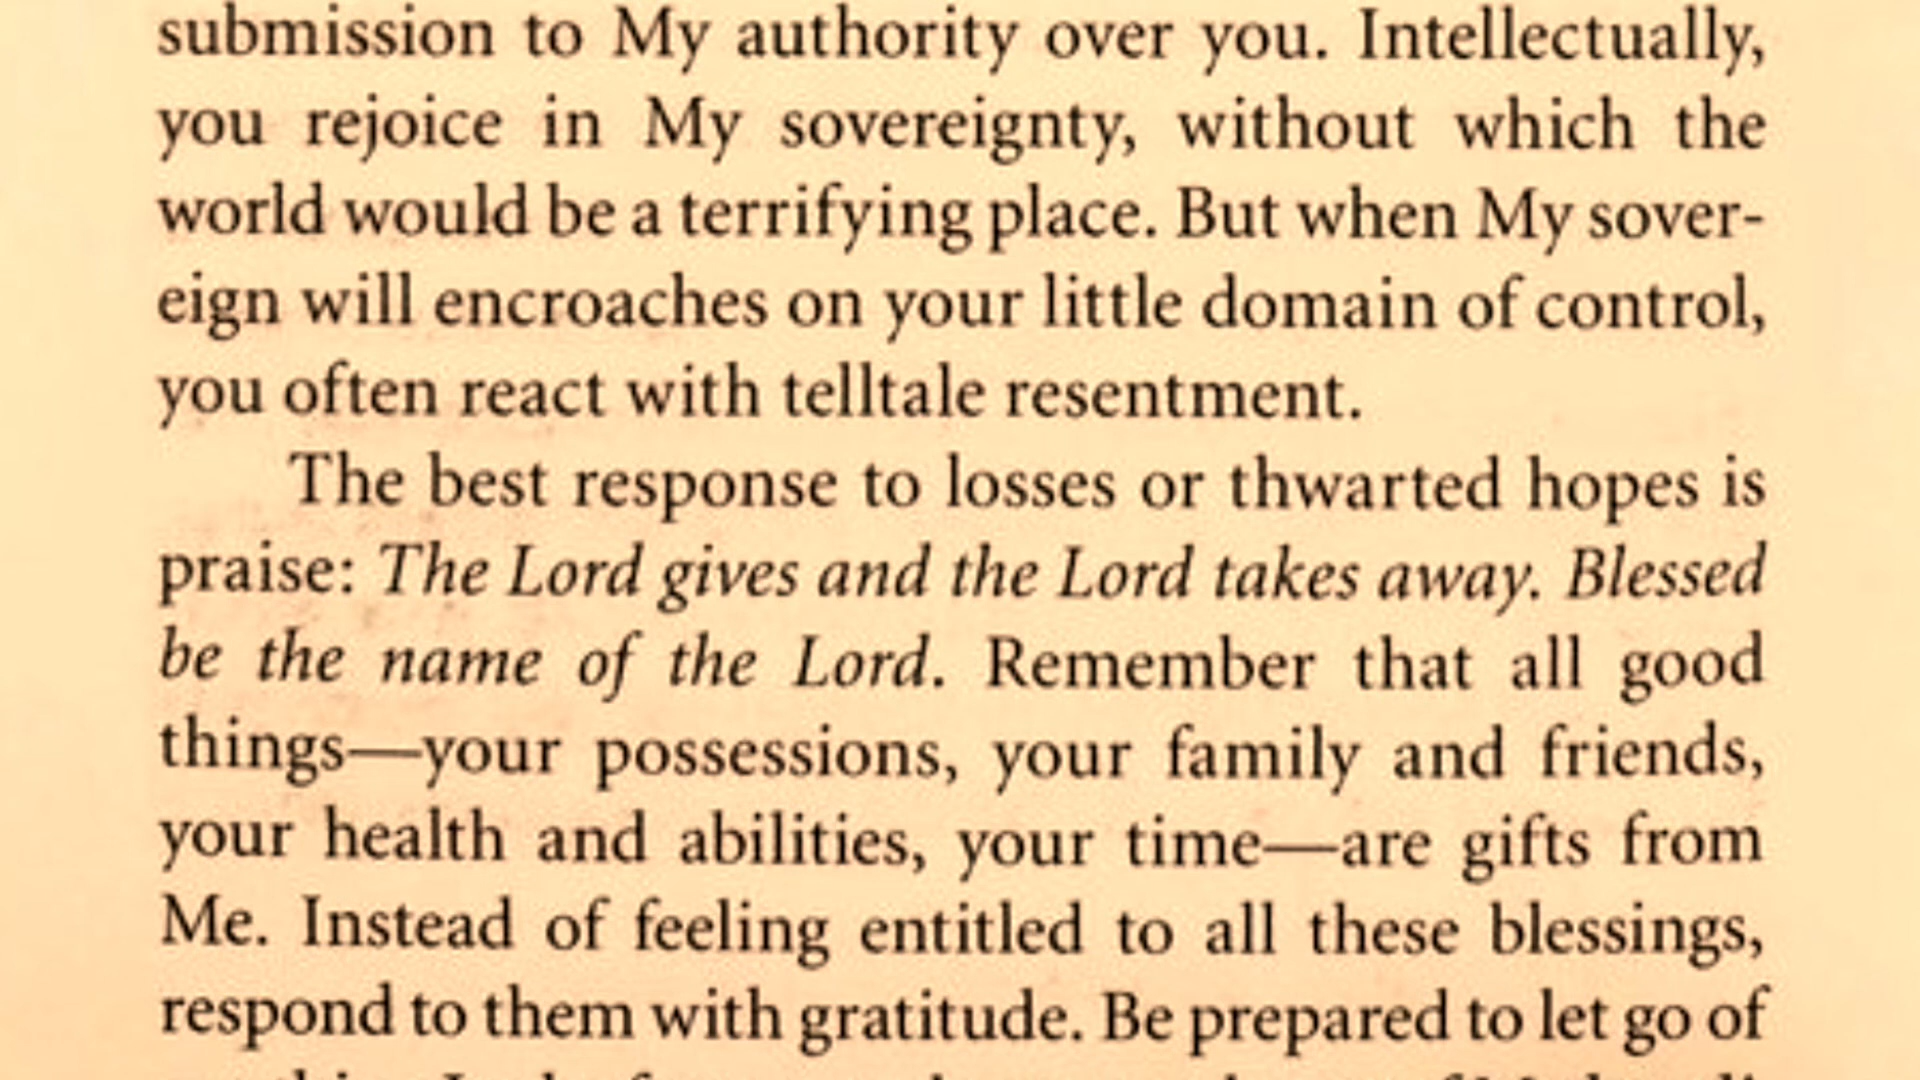 submission to My authority over you. Intellectually,
you rejoice in My sovereignty, without which the
world would be a terrifying place. But when My sover-
eign will encroaches on your little domain of control,
you often react with telltale resentment.
The best response to losses or thwarted hopes is
praise: The Lord gives and the Lord takes away. Blessed
be the name of the Lord. Remember that all good
things—your possessions, your family and friends,
your health and abilities, your time—are gifts from
Me. Instead of feeling entitled to all these blessings,
respond to them with gratitude. Be prepared to let go of